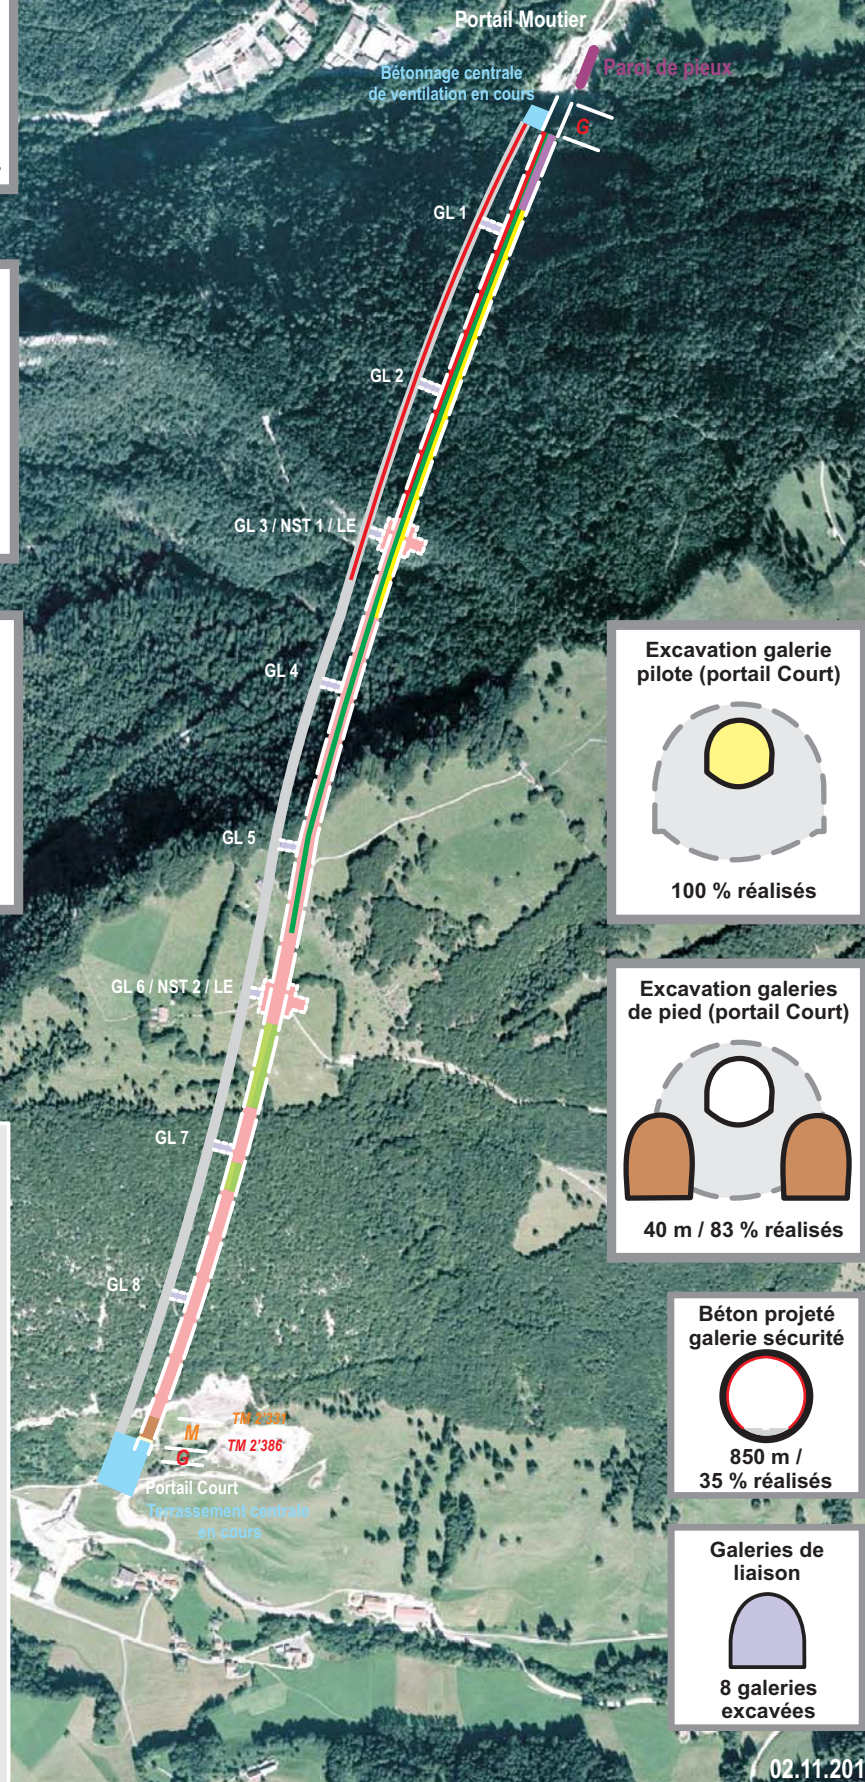 Portail Moutier
Paroi de pieux
Bétonnage centrale
de ventilation en cours
G
GL 1
GL 2
GL 3 / NST 1 / LE
GL 4
GL 5
GL 6 / NST 2 / LE
GL 7
GL 8
TM 2'331
M
TM 2'386
G
Portail Court
Terrassement centrale
en cours
Excavation galerie
pilote (portail Court)
100 % réalisés
Excavation galeries
de pied (portail Court)
40 m / 83 % réalisés
Béton projeté
galerie sécurité
850 m /
35 % réalisés
Galeries de
liaison
8 galeries
excavées
02.11.201